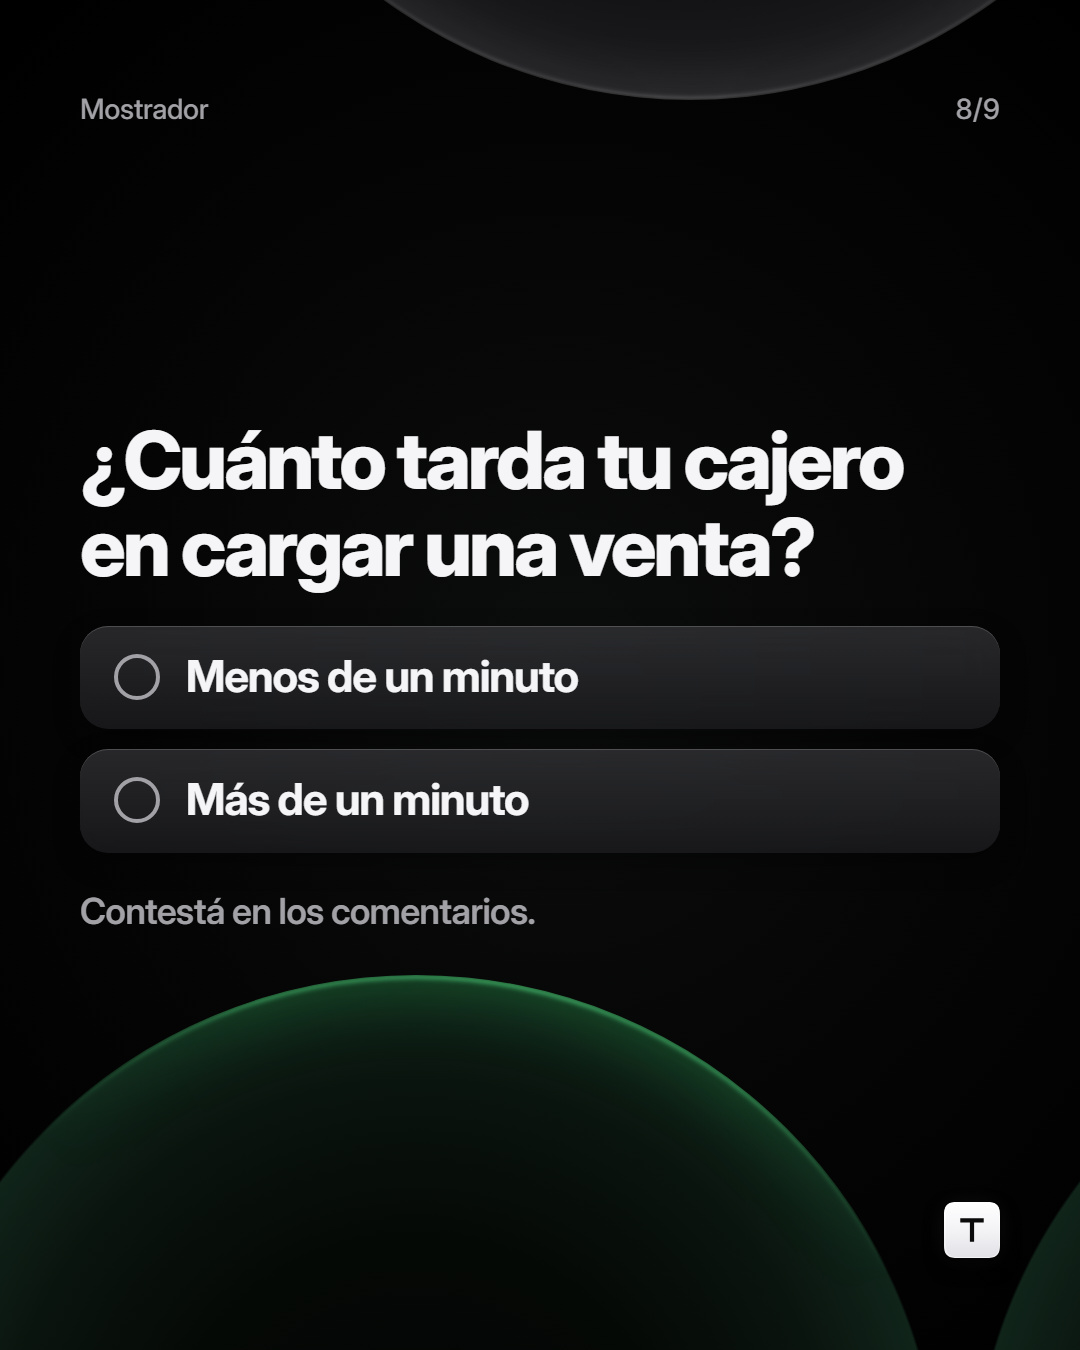 Mostrador
8/9
¿Cuánto tarda tu cajero
en cargar una venta?
Menos de un minuto
Más de un minuto
Contestá en los comentarios.
T